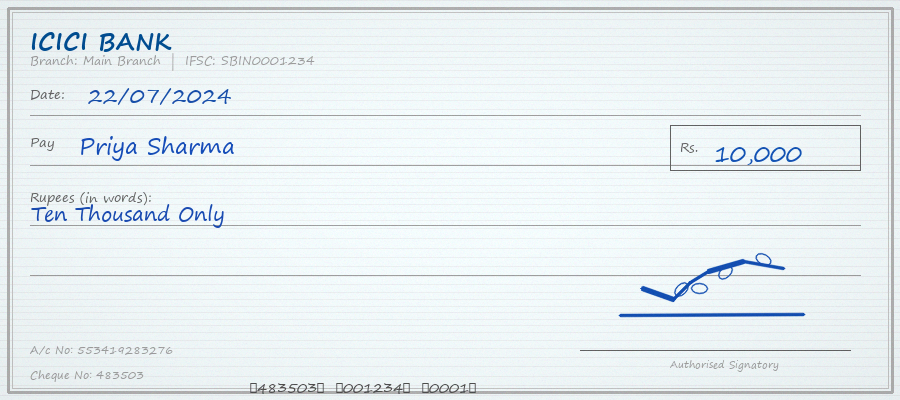 ICICI BANK
Branch: Main Branch | IFSC: SBIN0001234
Date: 22/07/2024
Pay Priya Sharma Rs. 10,000
Rupees (in words):
Ten Thousand Only
A/c No: 553419283276
Authorised Signatory
Cheque No: 483503
▯483503▯ ▯001234▯ ▯0001▯